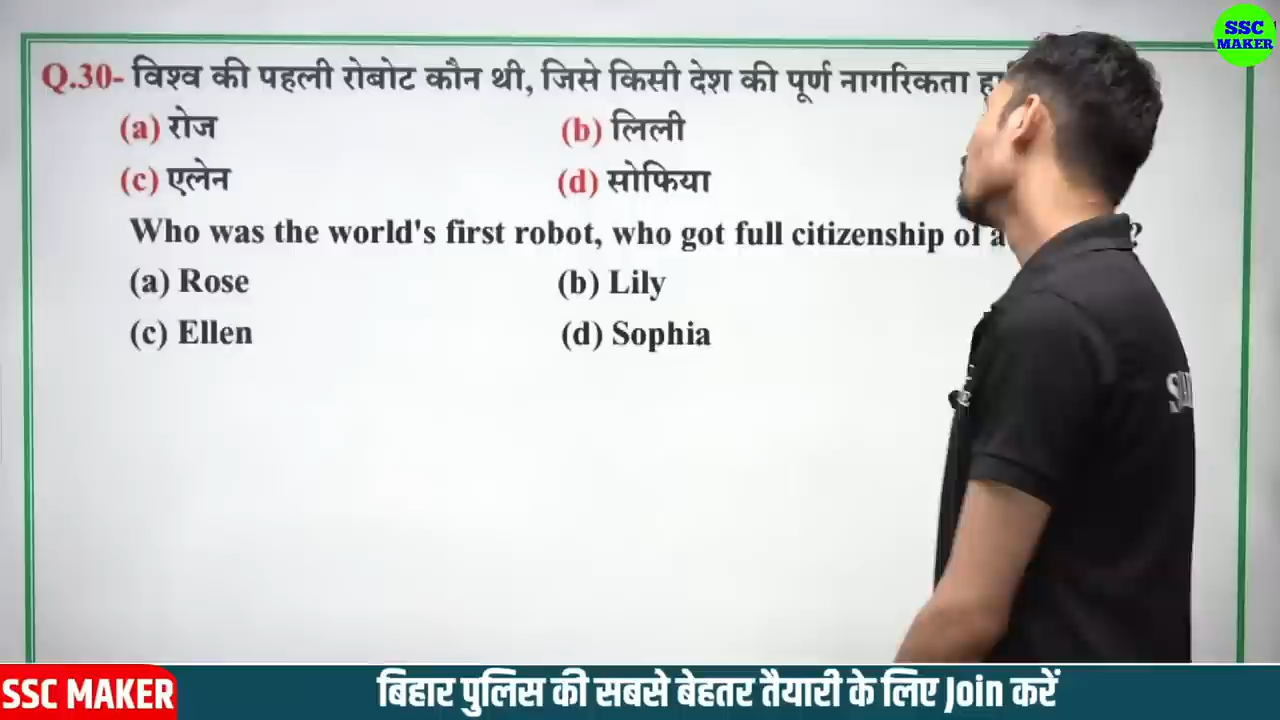 SSC
MAKER
Q.30- विश्व की पहली रोबोट कौन थी, जिसे किसी देश की पूर्ण नागरिकता
(a) रोज (b) लिली
(c) एलेन (d) सोफिया
Who was the world's first robot, who got full citizenship of ?
(a) Rose (b) Lily
(c) Ellen (d) Sophia
SSC MAKER बिहार पुलिस की सबसे बेहतर तैयारी के लिए Join करें